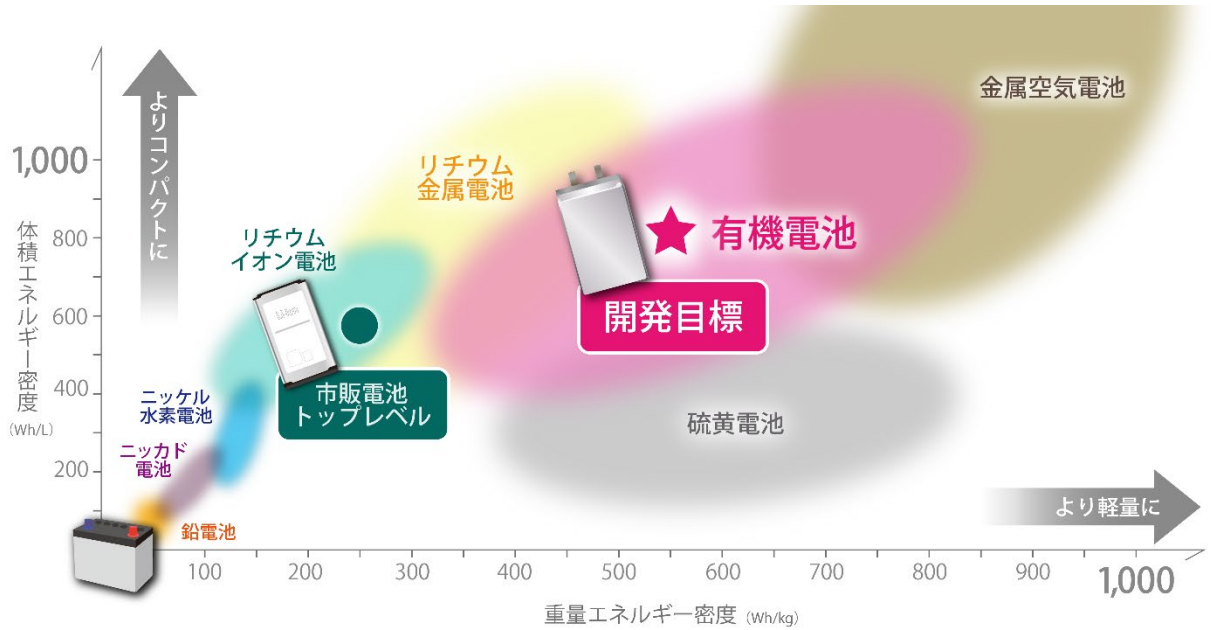 よりコンパクトに
金属空気電池
リチウム
金属電池
リチウム
イオン電池
有機電池
開発目標
市販電池
トップレベル
ニッケル
水素電池
ニッカド
電池
鉛電池
硫黄電池
より軽量に
体積エネルギー密度
(Wh/L)
1,000
800
600
400
200
100
200
300
400
500
600
700
800
900
1,000
重量エネルギー密度 (Wh/kg)